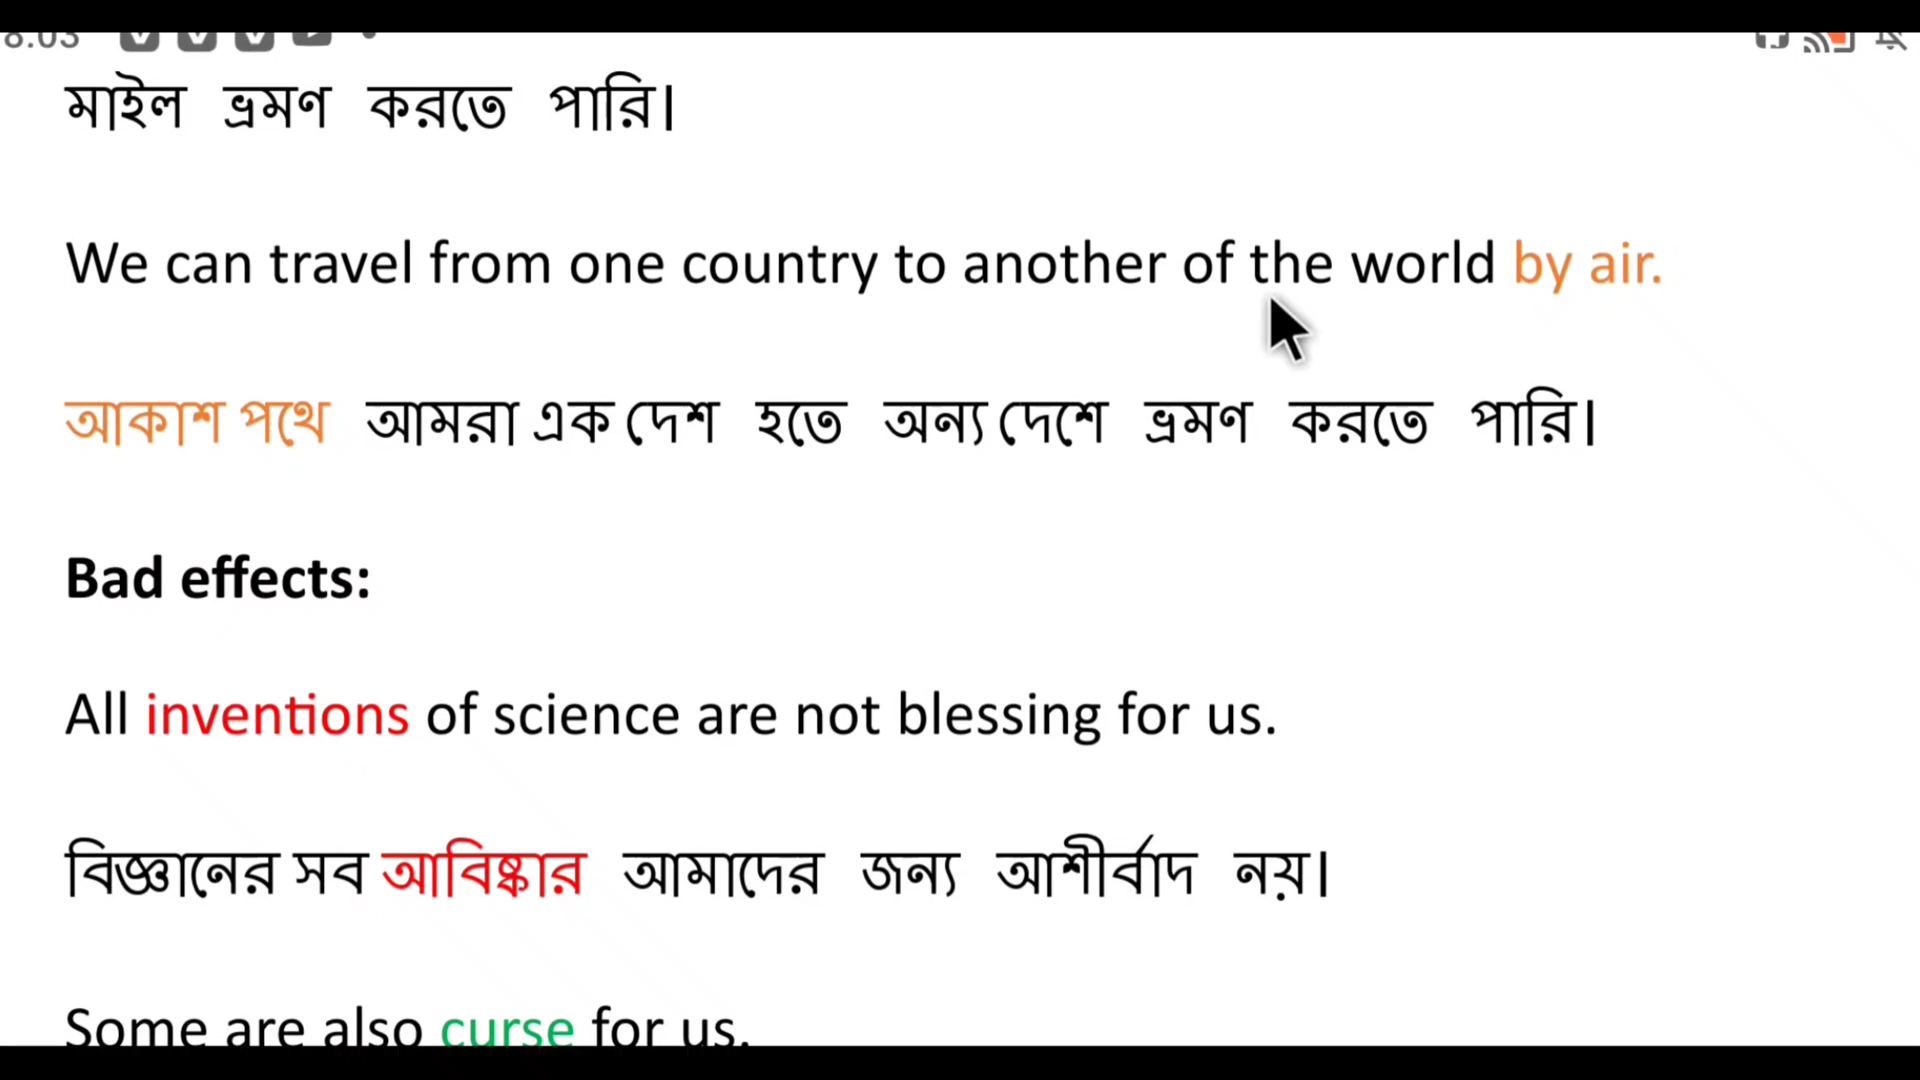 মাইল ভ্রমণ করতে পারি।
We can travel from one country to another of the world by air.
আকাশ পথে আমরা এক দেশ হতে অন্য দেশে ভ্রমণ করতে পারি।
Bad effects:
All inventions of science are not blessing for us.
বিজ্ঞানের সব আবিষ্কার আমাদের জন্য আশীর্বাদ নয়।
Some are also curse for us.